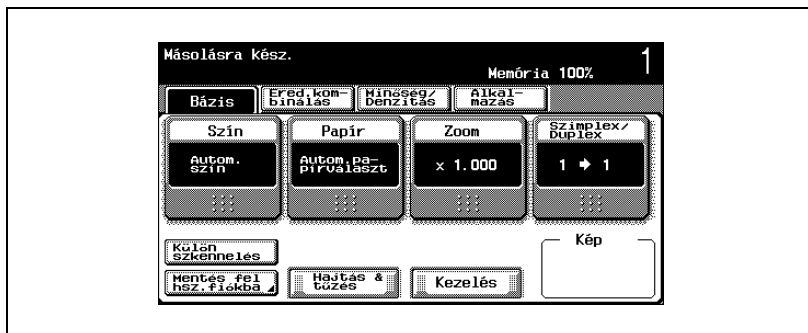 Másolásra kész.
Memória 100%
1
Bázis
Ered.kom-
binálás
Minőség/
Denzitás
Alkal-
mazás
Szín
Papír
Zoom
Szimplex/
Duplex
Autom.
szín
Autom.pa-
pírválaszt
x 1.000
1 ➔ 1
Külön
szkennelés
Kép
Mentés fel
hsz.fiókba
Hajtás &
tűzés
Kezelés